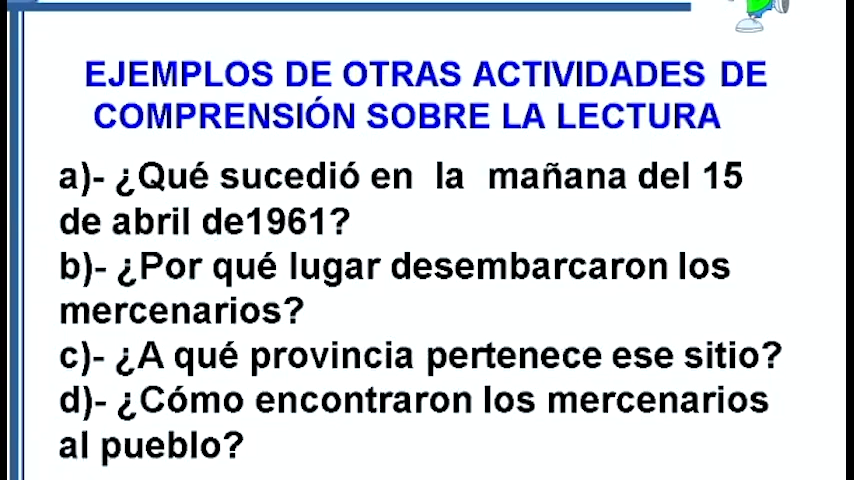 EJEMPLOS DE OTRAS ACTIVIDADES DE
COMPRENSIÓN SOBRE LA LECTURA
a)- ¿Qué sucedió en la mañana del 15
de abril de1961?
b)- ¿Por qué lugar desembarcaron los
mercenarios?
c)- ¿A qué provincia pertenece ese sitio?
d)- ¿Cómo encontraron los mercenarios
al pueblo?